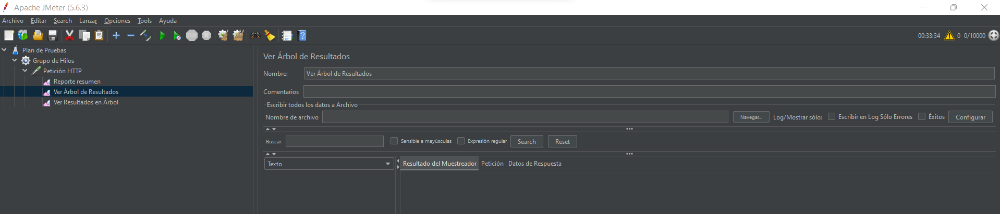 Apache JMeter (5.6.3)
Archivo Editar Search Lanzar Opciones Tools Ayuda
STOP
00:33:34 0 0/10000
Plan de Pruebas
Grupo de Hilos
Petición HTTP
Reporte resumen
Ver Árbol de Resultados
Ver Resultados en Árbol
Ver Árbol de Resultados
Nombre: Ver Árbol de Resultados
Comentarios
Escribir todos los datos a Archivo
Nombre de archivo Navegar... Log/Mostrar sólo: Escribir en Log Sólo Errores Éxitos Configurar
Buscar: Sensible a mayúsculas Expresión regular Search Reset
Texto Resultado del Muestreador Petición Datos de Respuesta